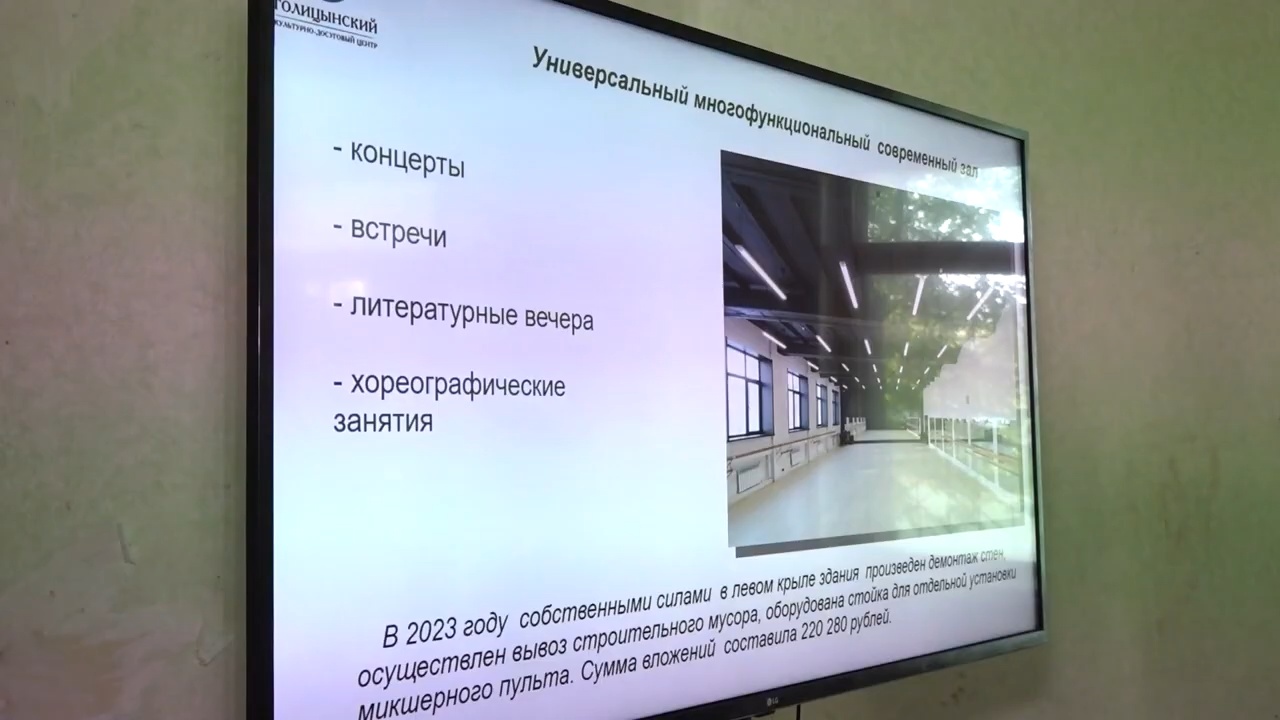 ГОЛИЦЫНСКИЙ
КУЛЬТУРНО-ДОСУГОВЫЙ ЦЕНТР
Универсальный многофункциональный современный зал
- концерты
- встречи
- литературные вечера
- хореографические
занятия
В 2023 году собственными силами в левом крыле здания произведен демонтаж стен,
осуществлен вывоз строительного мусора, оборудована стойка для отдельной установки
микшерного пульта. Сумма вложений составила 220 280 рублей.
LG